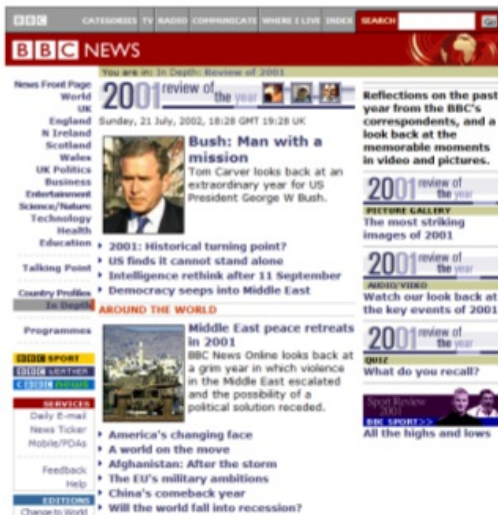 BBC CATEGORIES TV RADIO COMMUNICATE WHERE I LIVE INDEX SEARCH Go
BBC NEWS
You are in: In Depth: Review of 2001
News Front Page
World
UK
England
N Ireland
Scotland
Wales
UK Politics
Business
Entertainment
Science/Nature
Technology
Health
Education
Talking Point
Country Profiles
In Depth
Programmes
BBC SPORT
BBC WEATHER
CBBC news
SERVICES
Daily E-mail
News Ticker
Mobile/PDAs
Feedback
Help
EDITIONS
Change to World
2001 review of the year
Sunday, 21 July, 2002, 18:28 GMT 19:28 UK
Bush: Man with a
mission
Tom Carver looks back at an
extraordinary year for US
President George W Bush.
2001: Historical turning point?
US finds it cannot stand alone
Intelligence rethink after 11 September
Democracy seeps into Middle East
AROUND THE WORLD
Middle East peace retreats
in 2001
BBC News Online looks back at
a grim year in which violence
in the Middle East escalated
and the possibility of a
political solution receded.
America's changing face
A world on the move
Afghanistan: After the storm
The EU's military ambitions
China's comeback year
Will the world fall into recession?
Reflections on the past
year from the BBC's
correspondents, and a
look back at the
memorable moments
in video and pictures.
2001 review of the year
PICTURE GALLERY
The most striking
images of 2001
2001 review of the year
AUDIO/VIDEO
Watch our look back at
the key events of 2001
2001 review of the year
QUIZ
What do you recall?
Sport Review
2001
BBC SPORT>>
All the highs and lows